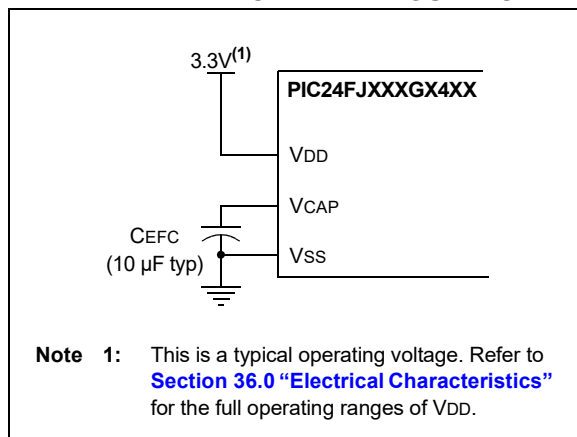 3.3V(1)
PIC24FJXXXGX4XX
VDD
VCAP
CEFC
(10 µF typ)
VSS
Note 1: This is a typical operating voltage. Refer to
Section 36.0 “Electrical Characteristics”
for the full operating ranges of VDD.